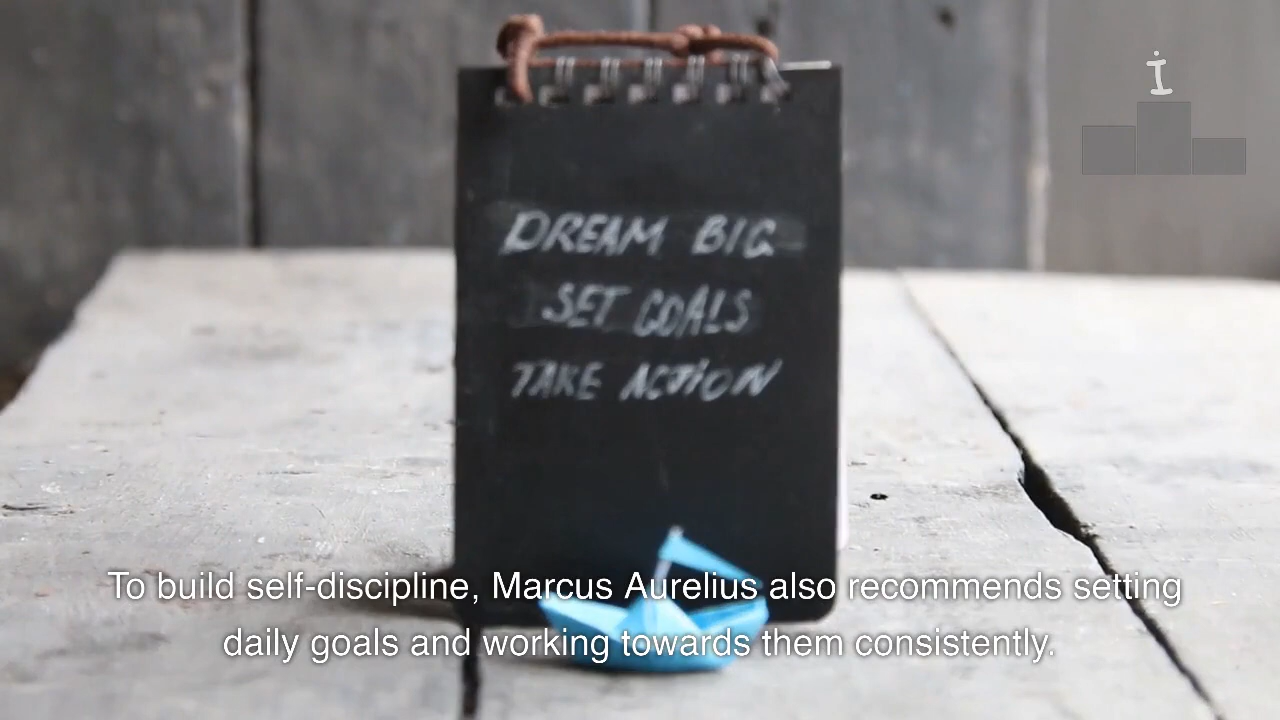 i
DREAM BIG
SET GOALS
TAKE ACTION
To build self-discipline, Marcus Aurelius also recommends setting
daily goals and working towards them consistently.